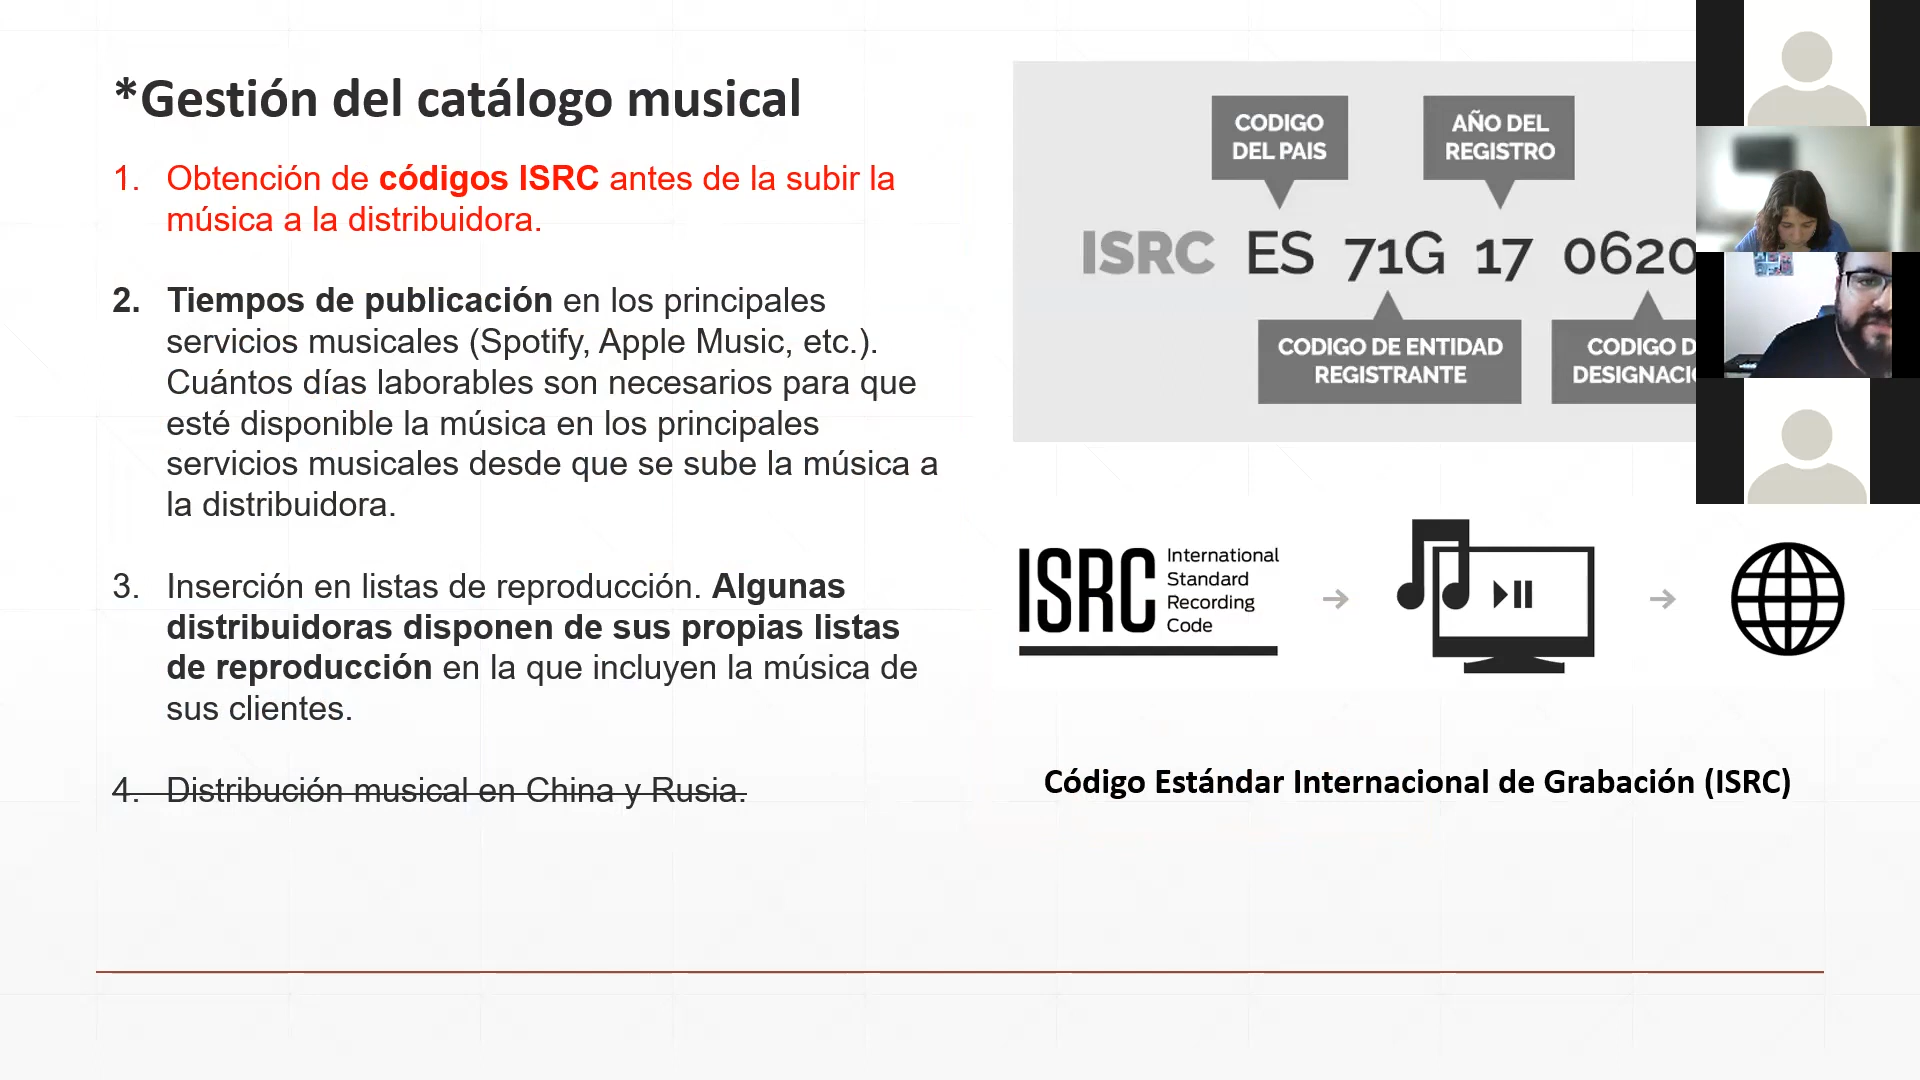 *Gestión del catálogo musical
1. Obtención de códigos ISRC antes de la subir la
música a la distribuidora.
2. Tiempos de publicación en los principales
servicios musicales (Spotify, Apple Music, etc.).
Cuántos días laborables son necesarios para que
esté disponible la música en los principales
servicios musicales desde que se sube la música a
la distribuidora.
3. Inserción en listas de reproducción. Algunas
distribuidoras disponen de sus propias listas
de reproducción en la que incluyen la música de
sus clientes.
4. Distribución musical en China y Rusia.
CODIGO
DEL PAIS
AÑO DEL
REGISTRO
ISRC ES 71G 17 0620
CODIGO DE ENTIDAD
REGISTRANTE
CODIGO D
DESIGNACI
ISRC
International
Standard
Recording
Code
Código Estándar Internacional de Grabación (ISRC)